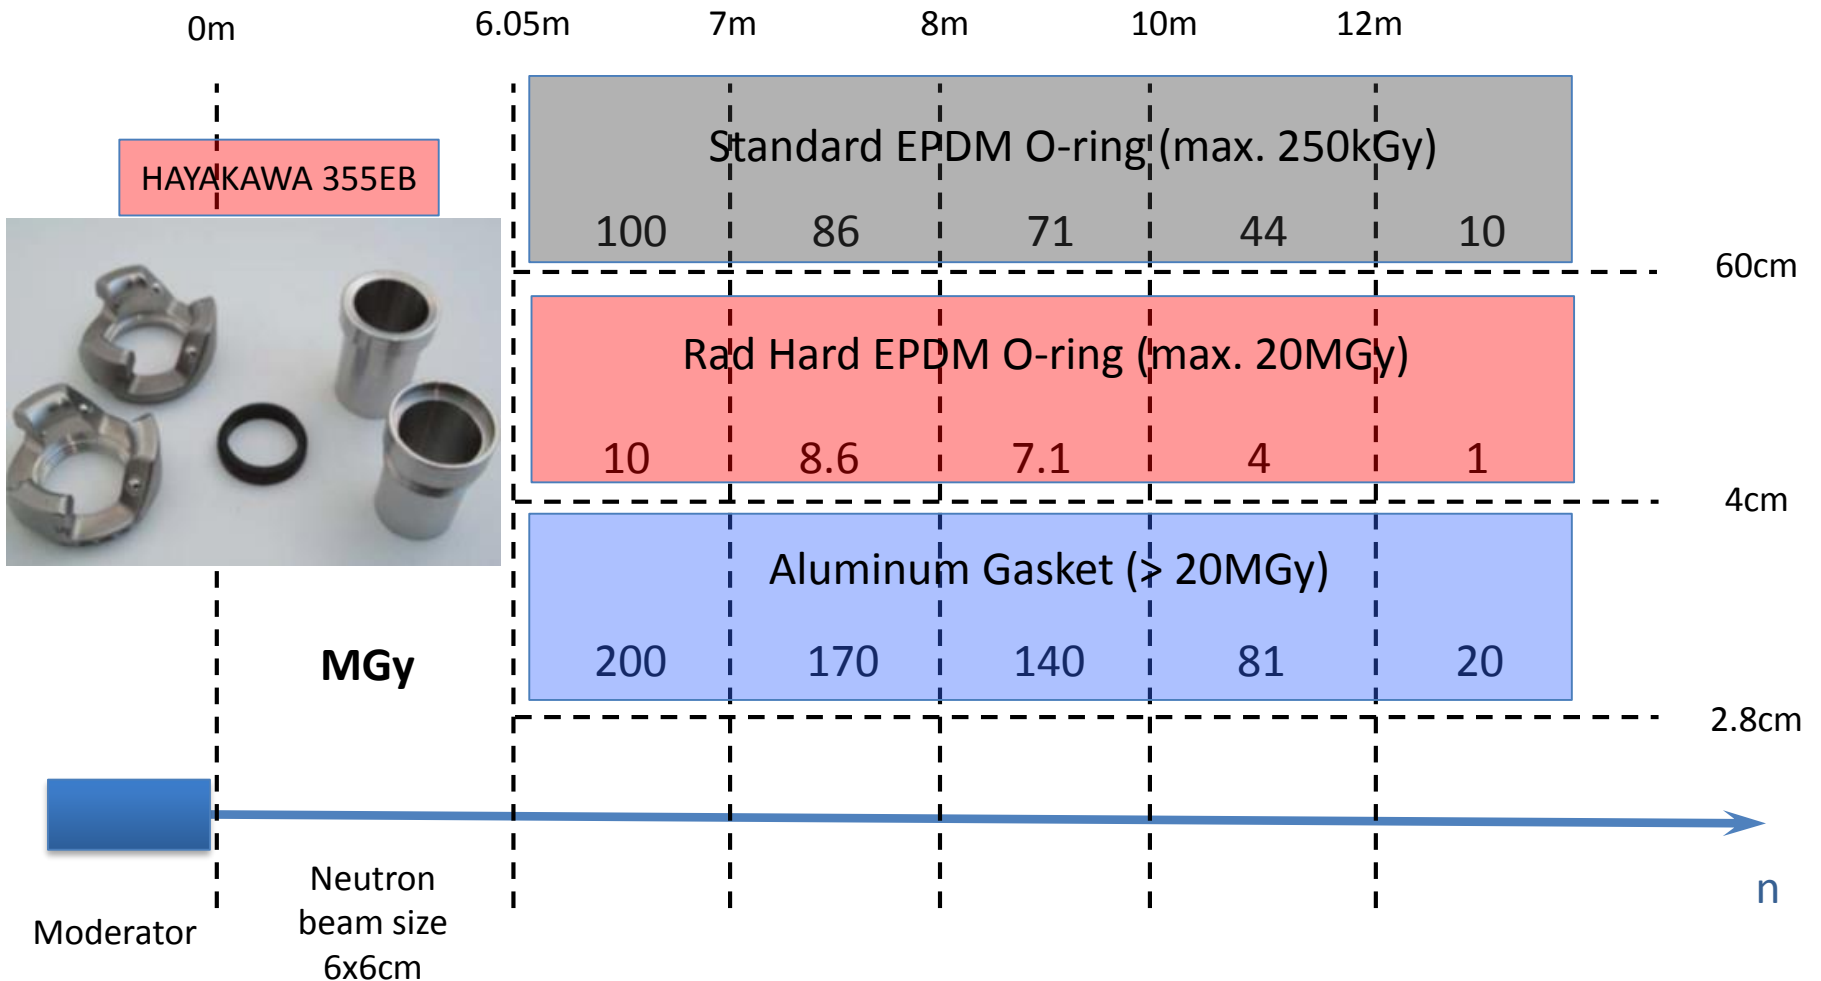 0m 6.05m 7m 8m 10m 12m
HAYAKAWA 355EB
Standard EPDM O-ring (max. 250kGy)
100 86 71 44 10
60cm
Rad Hard EPDM O-ring (max. 20MGy)
10 8.6 7.1 4 1
4cm
Aluminum Gasket (> 20MGy)
MGy
200 170 140 81 20
2.8cm
Neutron
beam size
6x6cm
n
Moderator